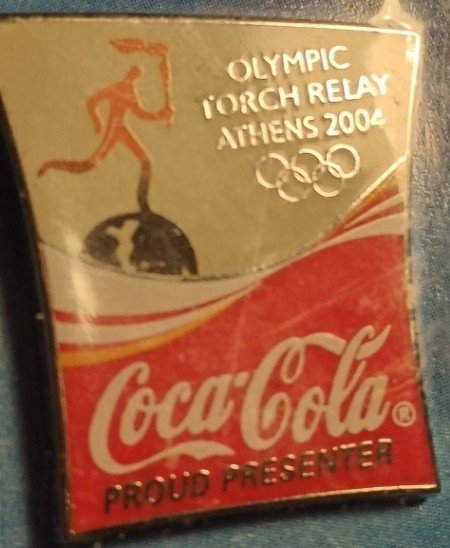 OLYMPIC
TORCH RELAY
ATHENS 2004
Coca-Cola®
PROUD PRESENTER